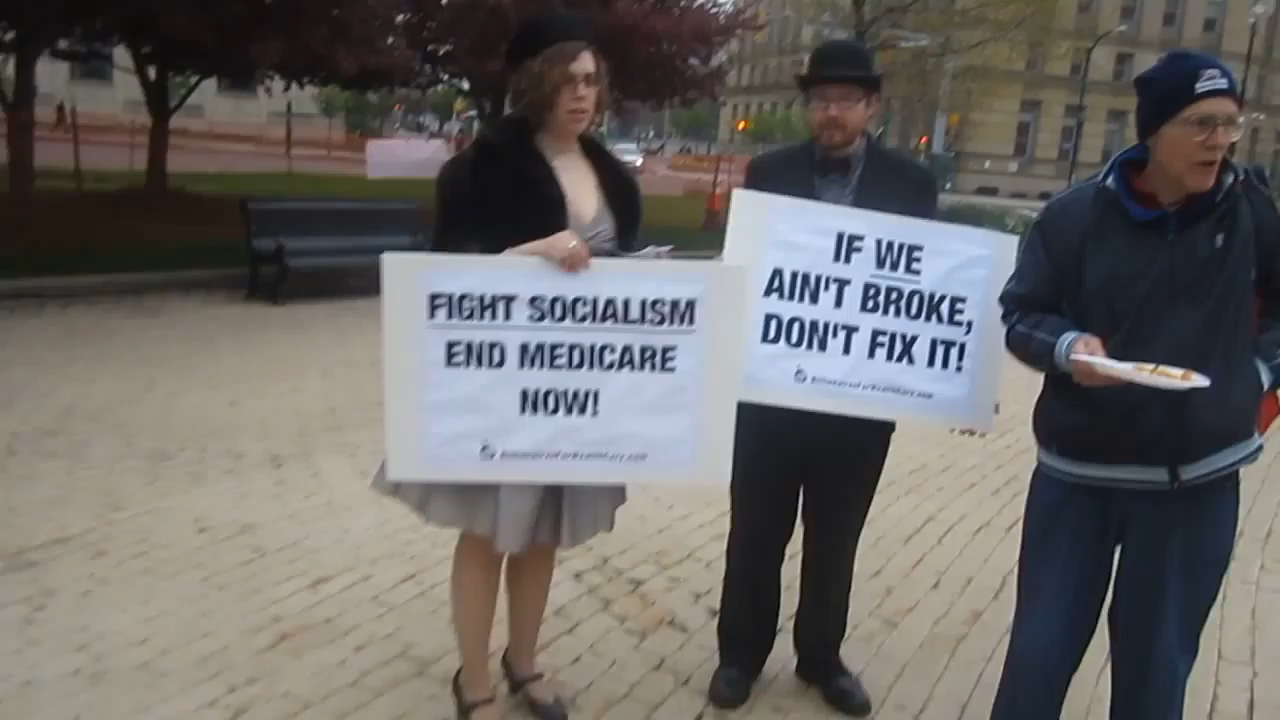 FIGHT SOCIALISM
END MEDICARE
NOW!
IF WE
AIN'T BROKE,
DON'T FIX IT!